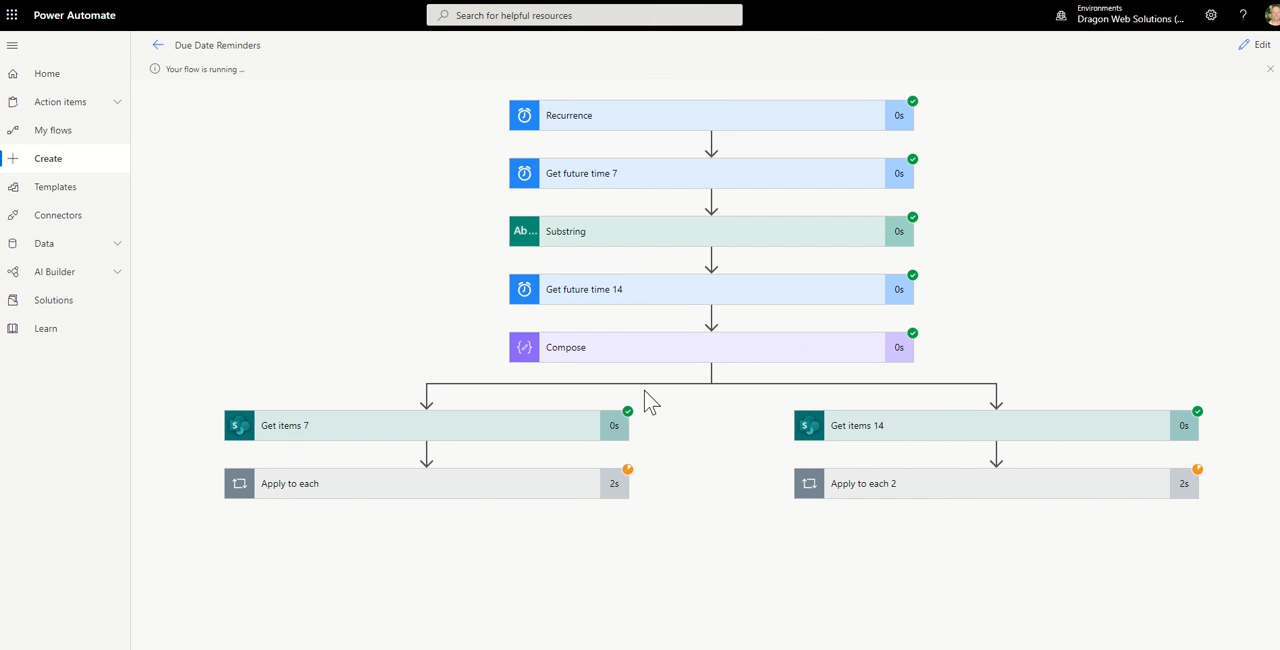 Power Automate
Search for helpful resources
Environments
Dragon Web Solutions (...
?
Due Date Reminders
Edit
Your flow is running ...
Home
Action items
My flows
Create
Templates
Connectors
Data
AI Builder
Solutions
Learn
Recurrence
0s
Get future time 7
0s
Ab...
Substring
0s
Get future time 14
0s
Compose
0s
S
Get items 7
0s
S
Get items 14
0s
Apply to each
2s
Apply to each 2
2s